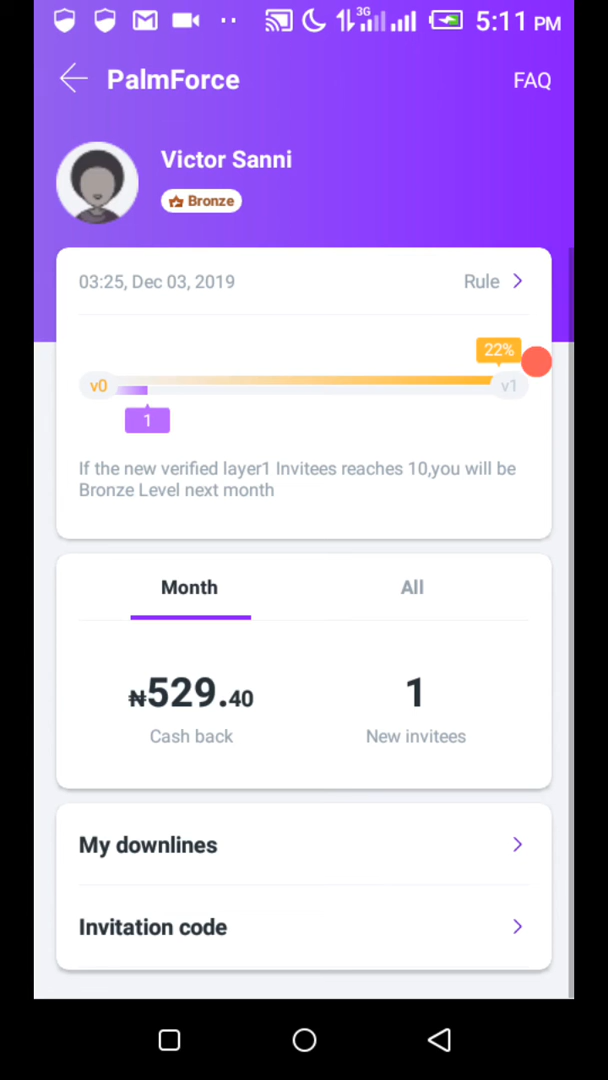 3G 5:11 PM
PalmForce FAQ
Victor Sanni
Bronze
03:25, Dec 03, 2019 Rule
22%
v0 v1
1
If the new verified layer1 Invitees reaches 10,you will be
Bronze Level next month
Month All
₦529.40 1
Cash back New invitees
My downlines
Invitation code